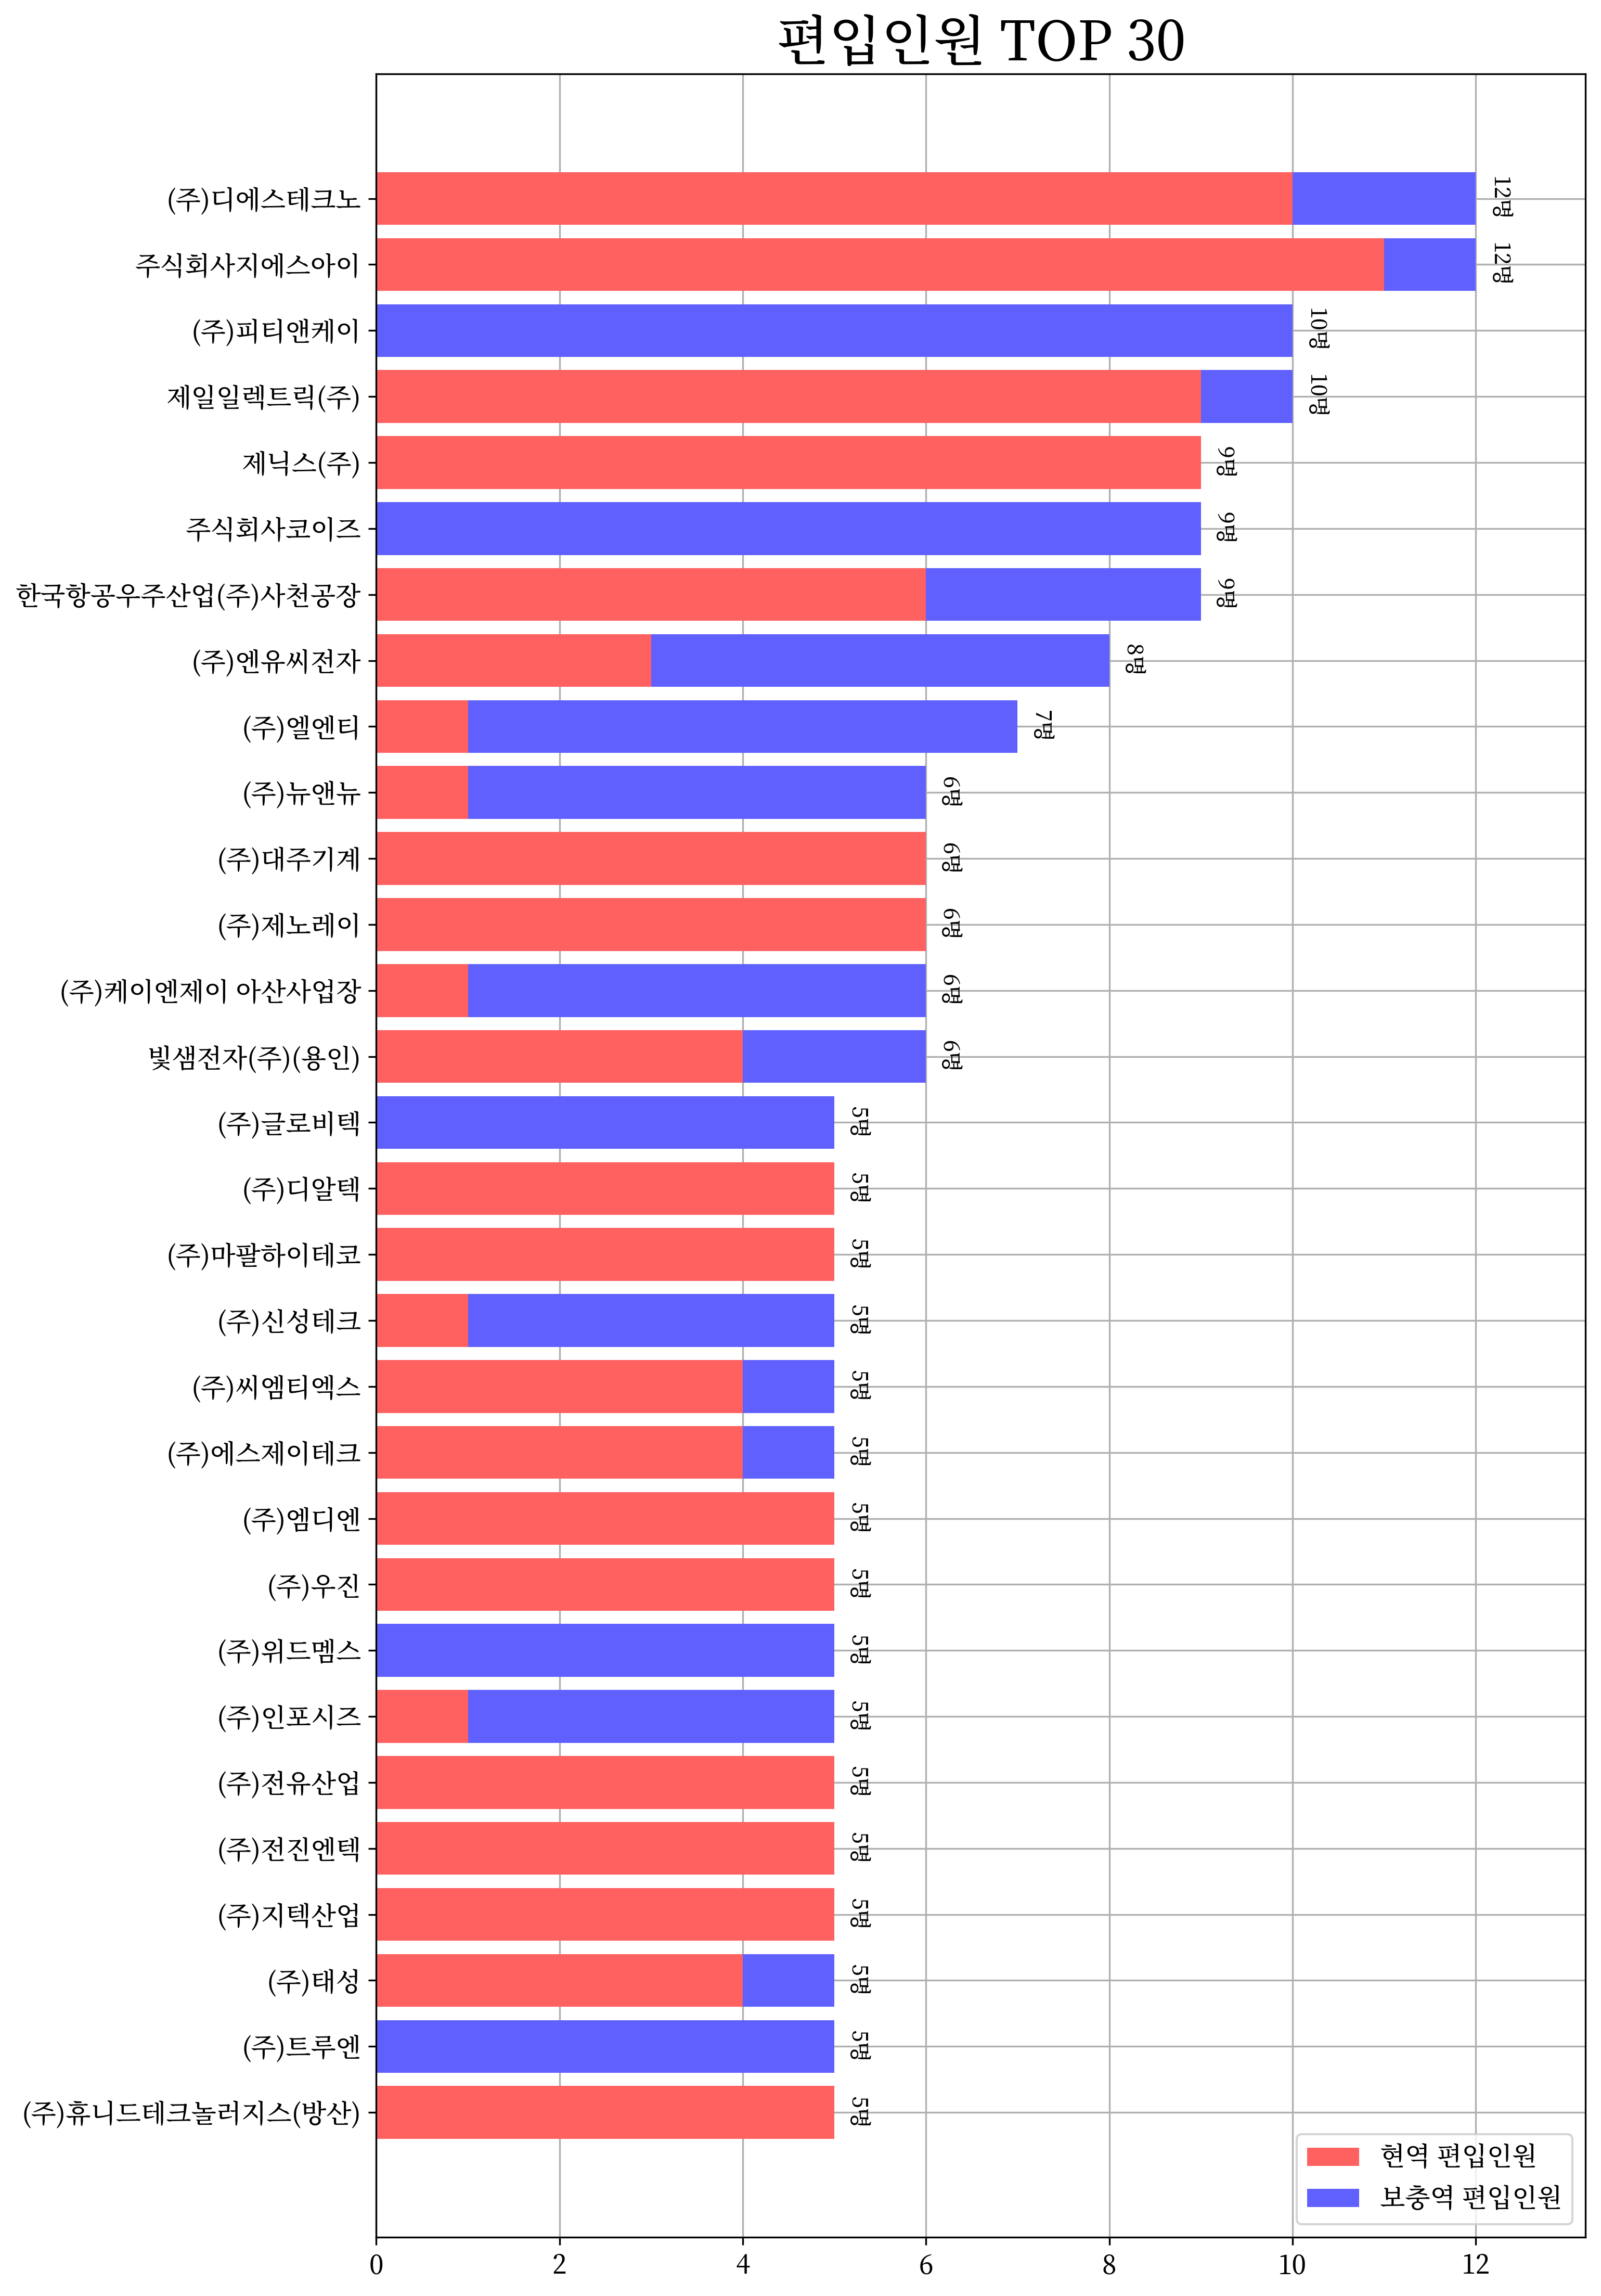 편입인원 TOP 30
(주)디에스테크노 12명
주식회사지에스아이 12명
(주)피티앤케이 10명
제일일렉트릭(주) 10명
제닉스(주) 9명
주식회사코이즈 9명
한국항공우주산업(주)사천공장 9명
(주)엔유씨전자 8명
(주)엘엔티 7명
(주)뉴앤뉴 6명
(주)대주기계 6명
(주)제노레이 6명
(주)케이엔제이 아산사업장 6명
빛샘전자(주)(용인) 6명
(주)글로비텍 5명
(주)디알텍 5명
(주)마팔하이테코 5명
(주)신성테크 5명
(주)씨엠티엑스 5명
(주)에스제이테크 5명
(주)엠디엔 5명
(주)우진 5명
(주)위드멤스 5명
(주)인포시즈 5명
(주)전유산업 5명
(주)전진엔텍 5명
(주)지텍산업 5명
(주)태성 5명
(주)트루엔 5명
(주)휴니드테크놀러지스(방산) 5명
현역 편입인원
보충역 편입인원
0 2 4 6 8 10 12